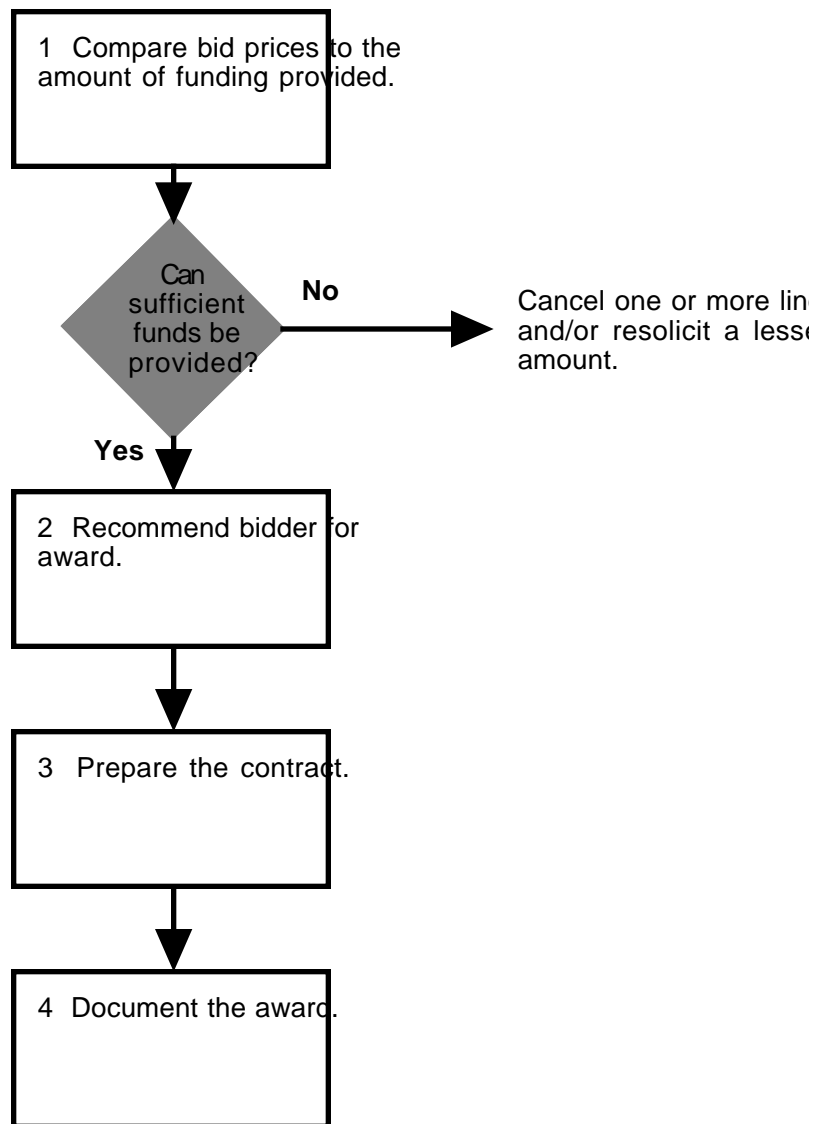 1 Compare bid prices to the
amount of funding provided.
Can
sufficient
funds be
provided?
No
Cancel one or more
and/or resolicit a
amount.
Yes
2 Recommend bidder for
award.
3 Prepare the contract.
4 Document the award.